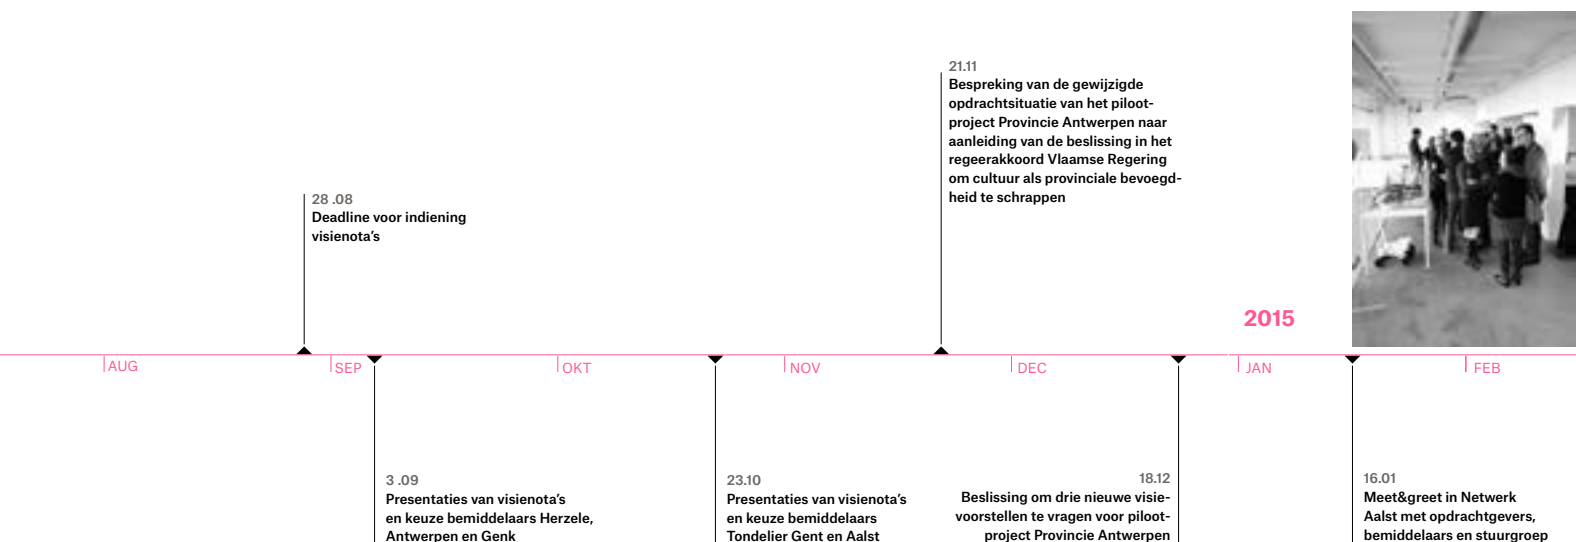 21.11
Bespreking van de gewijzigde
opdrachtsituatie van het piloot-
project Provincie Antwerpen naar
aanleiding van de beslissing in het
regeerakkoord Vlaamse Regering
om cultuur als provinciale bevoegd-
heid te schrappen
28 .08
Deadline voor indiening
visienota's
2015
AUG
SEP
OKT
NOV
DEC
JAN
FEB
3 .09
Presentaties van visienota's
en keuze bemiddelaars Herzele,
Antwerpen en Genk
23.10
Presentaties van visienota's
en keuze bemiddelaars
Tondelier Gent en Aalst
18.12
Beslissing om drie nieuwe visie-
voorstellen te vragen voor piloot-
project Provincie Antwerpen
16.01
Meet&greet in Netwerk
Aalst met opdrachtgevers,
bemiddelaars en stuurgroep